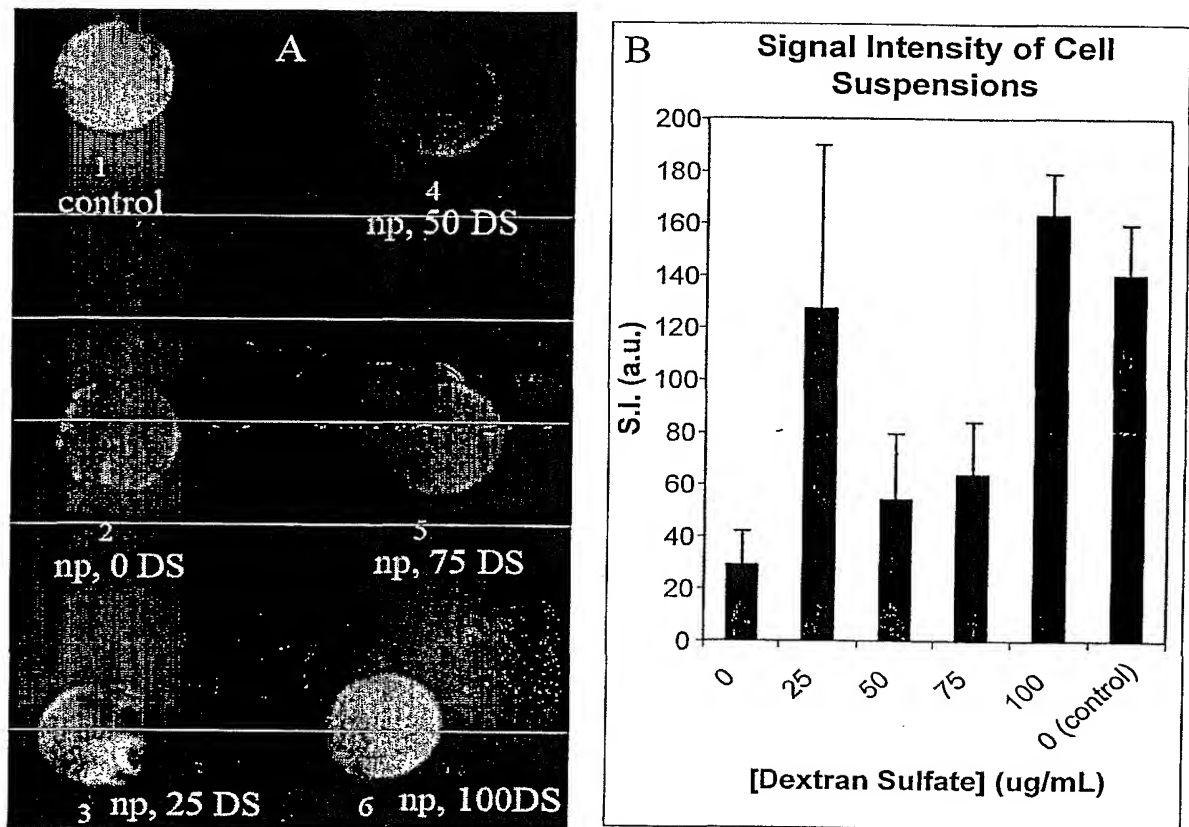 A
1
control
4
np, 50 DS
2
np, 0 DS
5
np, 75 DS
3 np, 25 DS
6 np, 100DS
B
Signal Intensity of Cell
Suspensions
S.I. (a.u.)
200
180
160
140
120
100
80
60
40
20
0
0
25
50
75
100
0 (control)
[Dextran Sulfate] (ug/mL)